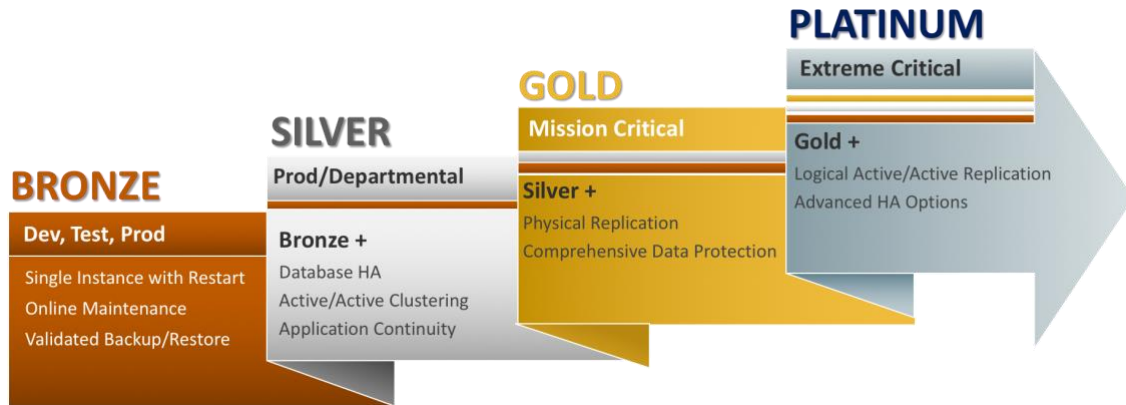 BRONZE
Dev, Test, Prod
Single Instance with Restart
Online Maintenance
Validated Backup/Restore
SILVER
Prod/Departmental
Bronze +
Database HA
Active/Active Clustering
Application Continuity
GOLD
Mission Critical
Silver +
Physical Replication
Comprehensive Data Protection
PLATINUM
Extreme Critical
Gold +
Logical Active/Active Replication
Advanced HA Options